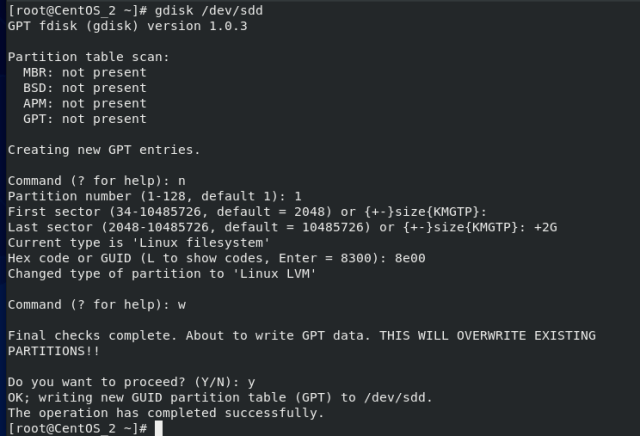 [root@CentOS_2 ~]# gdisk /dev/sdd
GPT fdisk (gdisk) version 1.0.3
Partition table scan:
MBR: not present
BSD: not present
APM: not present
GPT: not present
Creating new GPT entries.
Command (? for help): n
Partition number (1-128, default 1): 1
First sector (34-10485726, default = 2048) or {+-}size{KMGTP}:
Last sector (2048-10485726, default = 10485726) or {+-}size{KMGTP}: +2G
Current type is 'Linux filesystem'
Hex code or GUID (L to show codes, Enter = 8300): 8e00
Changed type of partition to 'Linux LVM'
Command (? for help): w
Final checks complete. About to write GPT data. THIS WILL OVERWRITE EXISTING
PARTITIONS!!
Do you want to proceed? (Y/N): y
OK; writing new GUID partition table (GPT) to /dev/sdd.
The operation has completed successfully.
[root@CentOS_2 ~]#